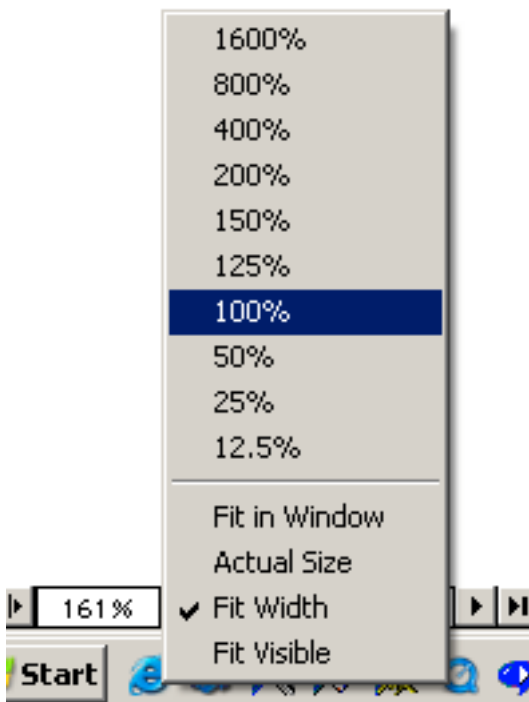 1600%
800%
400%
200%
150%
125%
100%
50%
25%
12.5%
Fit in Window
Actual Size
161%
Fit Width
Fit Visible
Start